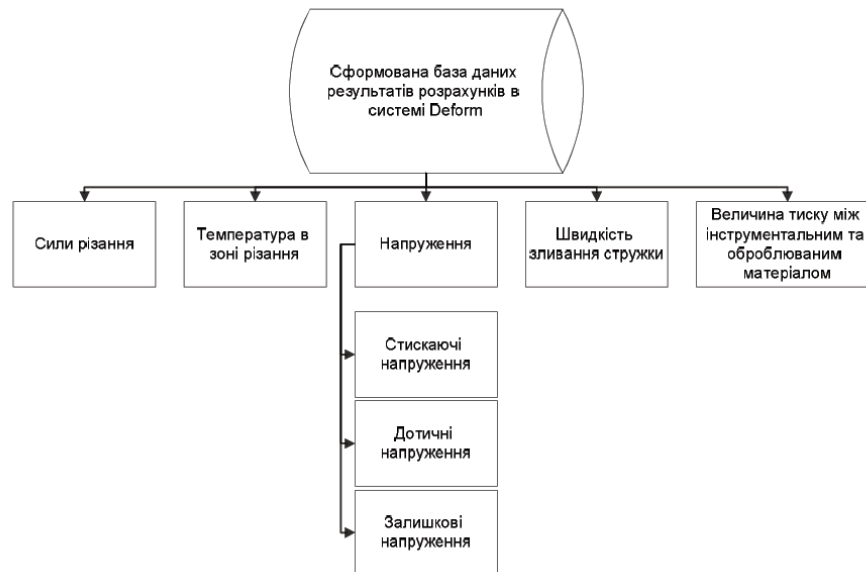 Сформована база даних
результатів розрахунків в
системі Deform
Сили різання
Температура в
зоні різання
Напруження
Швидкість
зливання стружки
Величина тиску між
інструментальним та
оброблюваним
матеріалом
Стискаючі
напруження
Дотичні
напруження
Залишкові
напруження